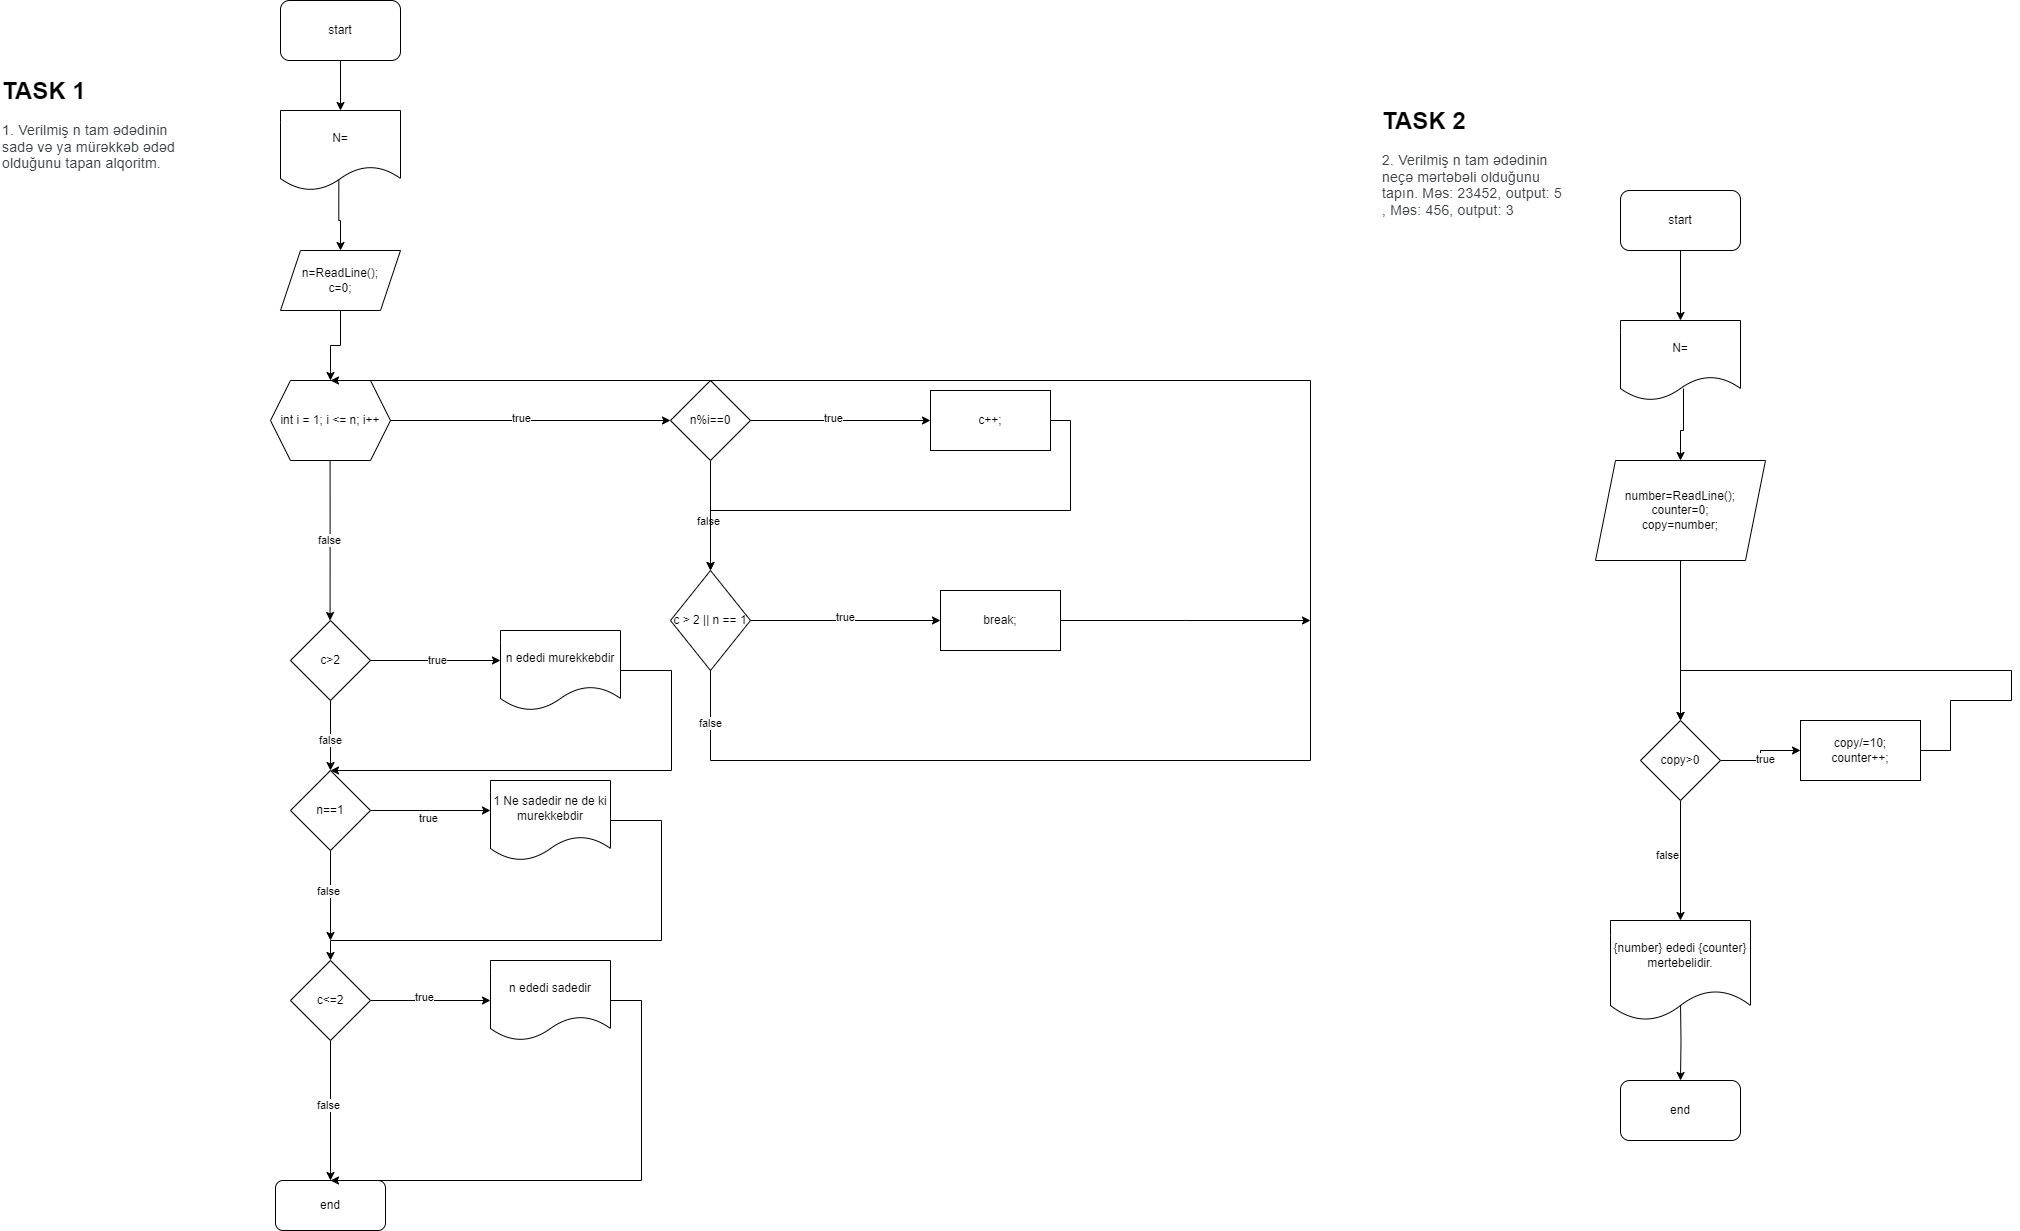 TASK 1
1. Verilmiş n tam ədədinin
sadə və ya mürəkkəb ədəd
olduğunu tapan alqoritm.
start
N=
n=ReadLine();
c=0;
int i = 1; i <= n; i++
true
n%i==0
true
c++;
false
false
c > 2 || n == 1
true
break;
false
c>2
true
n ededi murekkebdir
false
n==1
true
1 Ne sadedir ne de ki
murekkebdir
false
c<=2
true
n ededi sadedir
false
end
TASK 2
2. Verilmiş n tam ədədinin
neçə mərtəbəli olduğunu
tapın. Məs: 23452, output: 5
, Məs: 456, output: 3
start
N=
number=ReadLine();
counter=0;
copy=number;
copy>0
true
copy/=10;
counter++;
false
{number} ededi {counter}
mertebelidir.
end